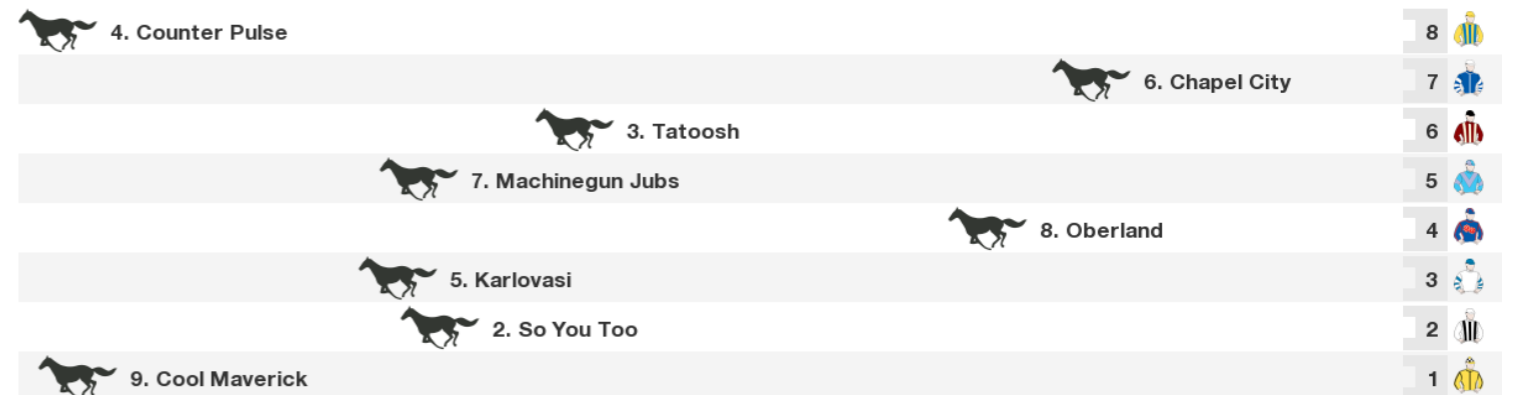 4. Counter Pulse 8
6. Chapel City 7
3. Tatoosh 6
7. Machinegun Jubs 5
8. Oberland 4
5. Karlovasi 3
2. So You Too 2
9. Cool Maverick 1